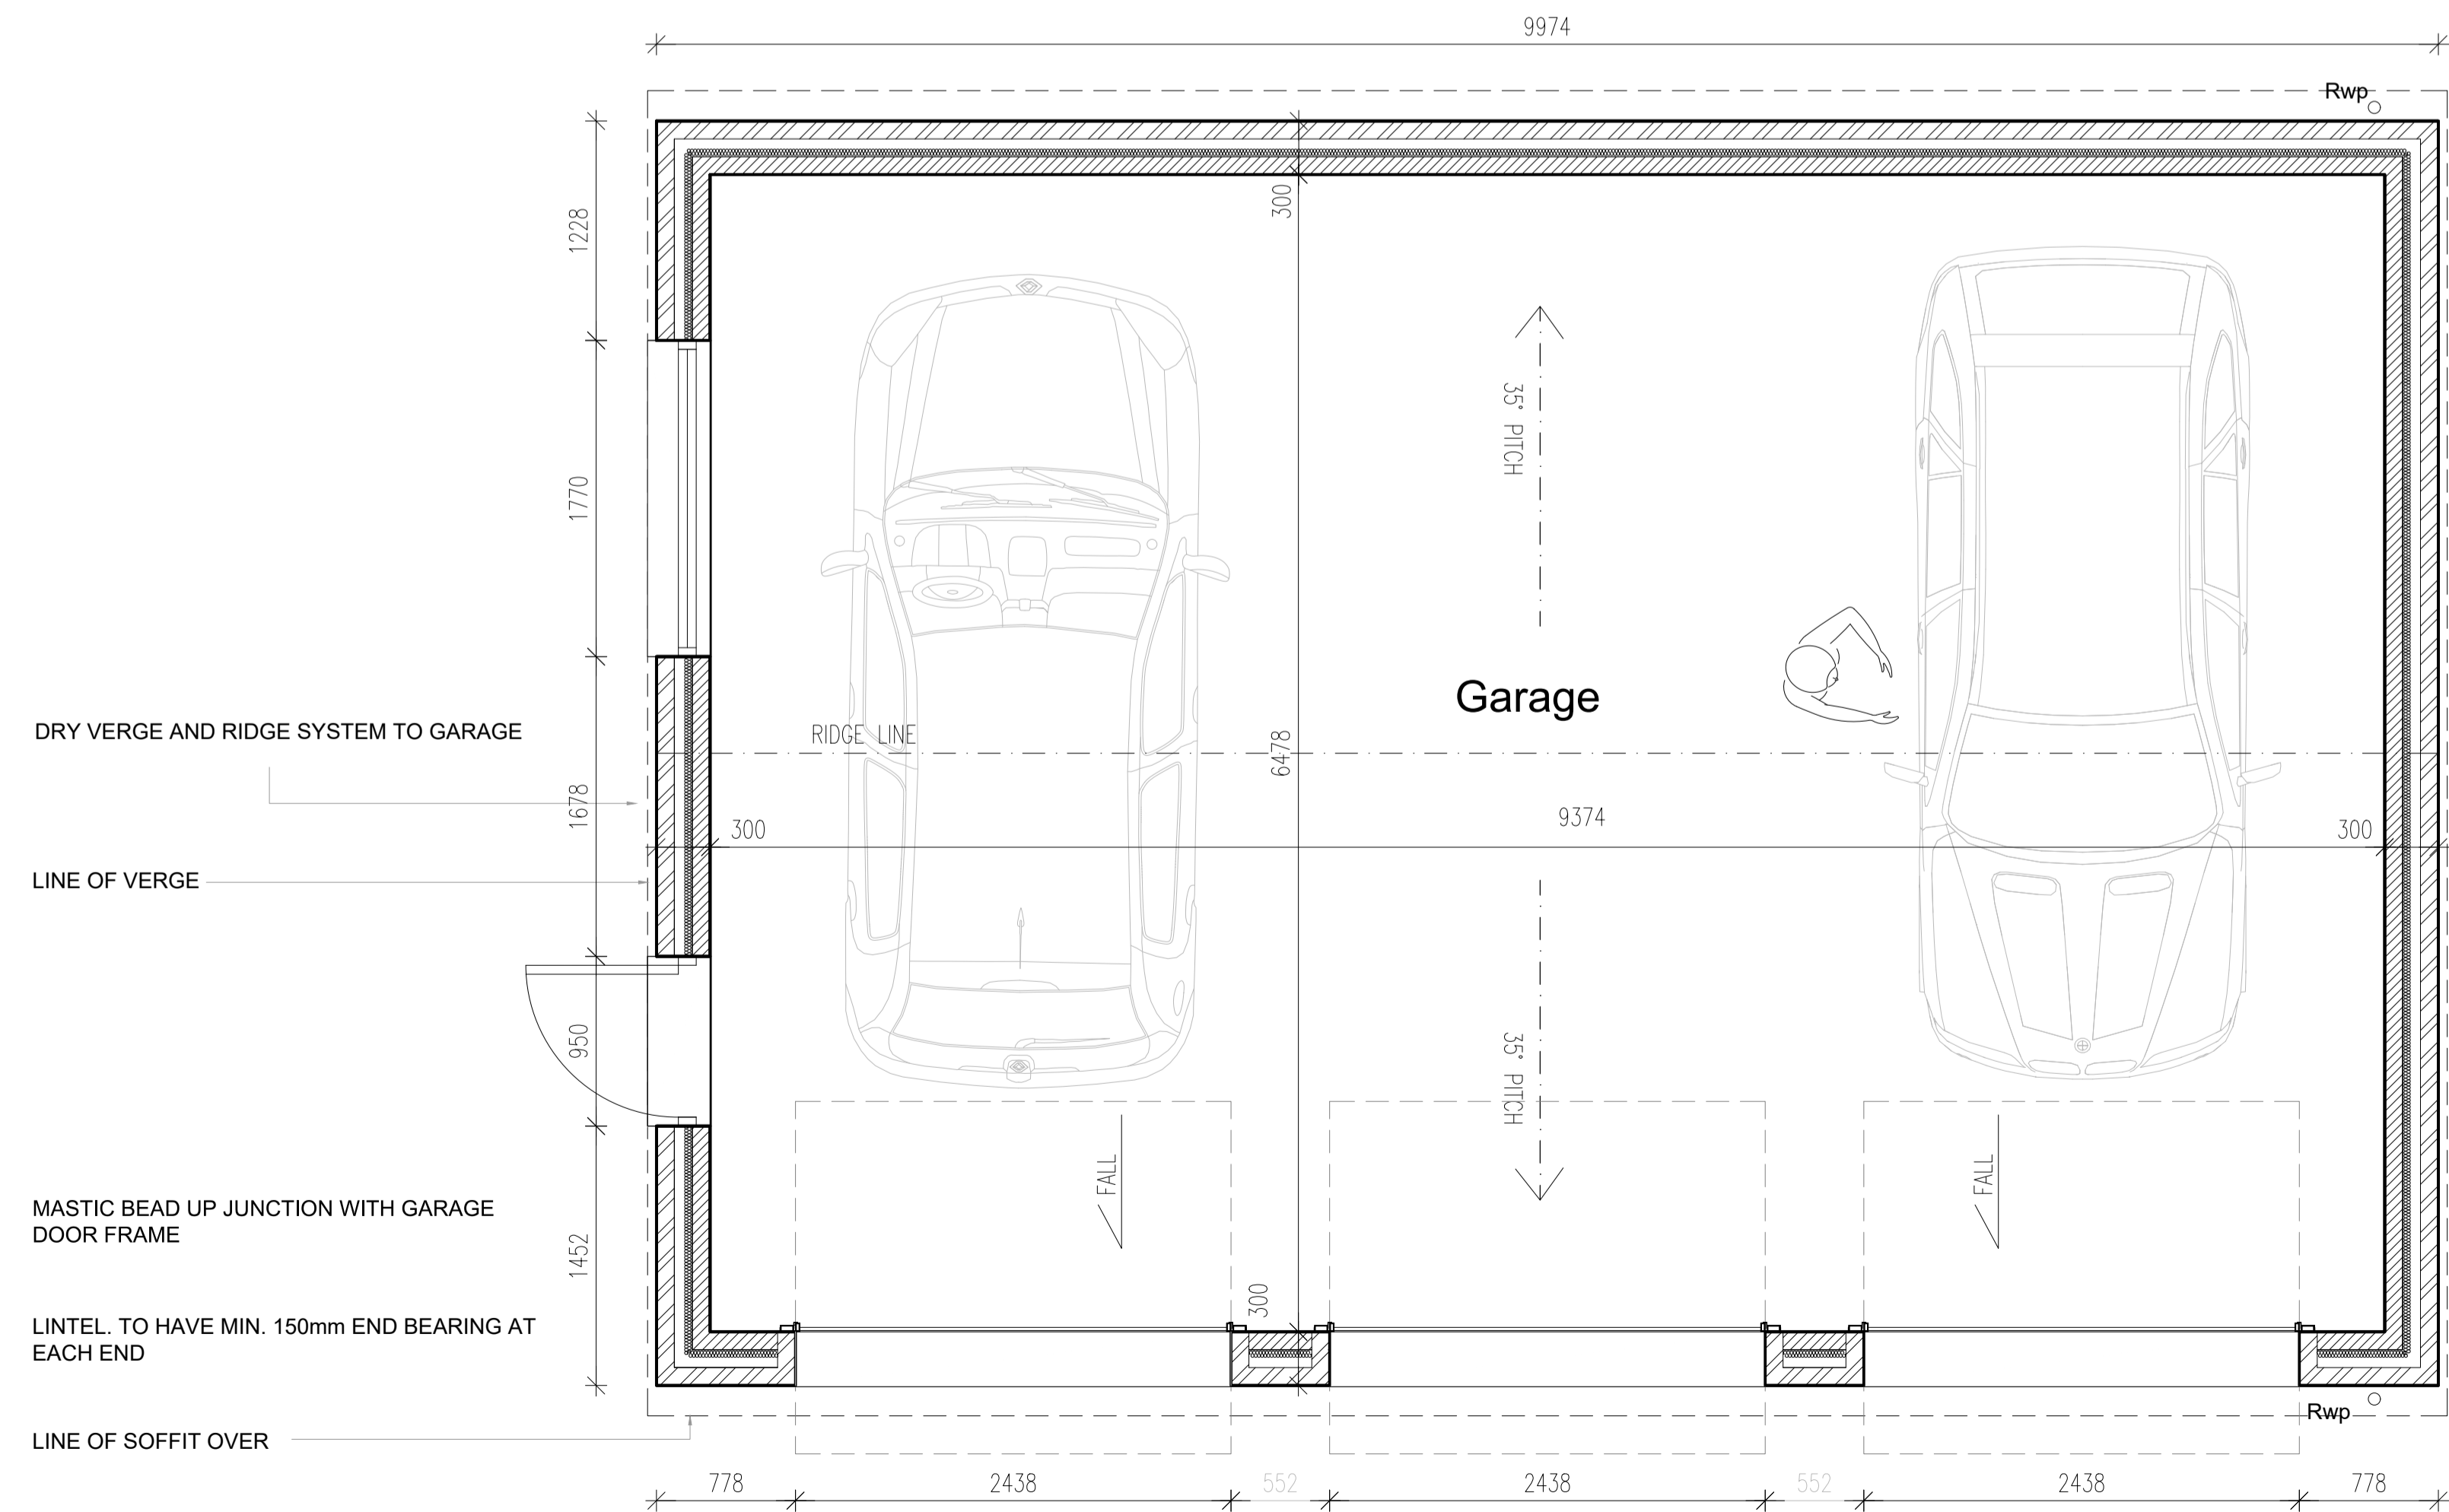 9974
Rwp
1228
300
1770
35° PITCH
Garage
DRY VERGE AND RIDGE SYSTEM TO GARAGE
RIDGE LINE
6478
1678
300
9374
300
LINE OF VERGE
950
35° PITCH
FALL
FALL
MASTIC BEAD UP JUNCTION WITH GARAGE
DOOR FRAME
1452
300
LINTEL. TO HAVE MIN. 150mm END BEARING AT
EACH END
Rwp
LINE OF SOFFIT OVER
778
2438
552
2438
552
2438
778